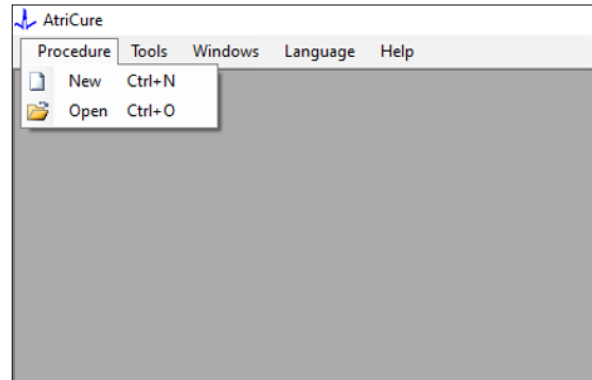 AtriCure
Procedure Tools Windows Language Help
New Ctrl+N
Open Ctrl+O